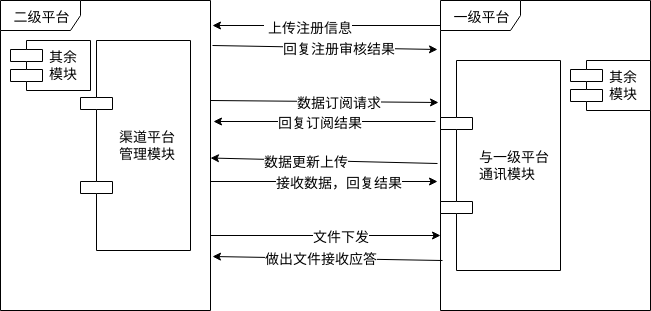 二级平台
一级平台
上传注册信息
回复注册审核结果
其余
模块
其余
模块
数据订阅请求
回复订阅结果
渠道平台
管理模块
与一级平台
通讯模块
数据更新上传
接收数据，回复结果
文件下发
做出文件接收应答